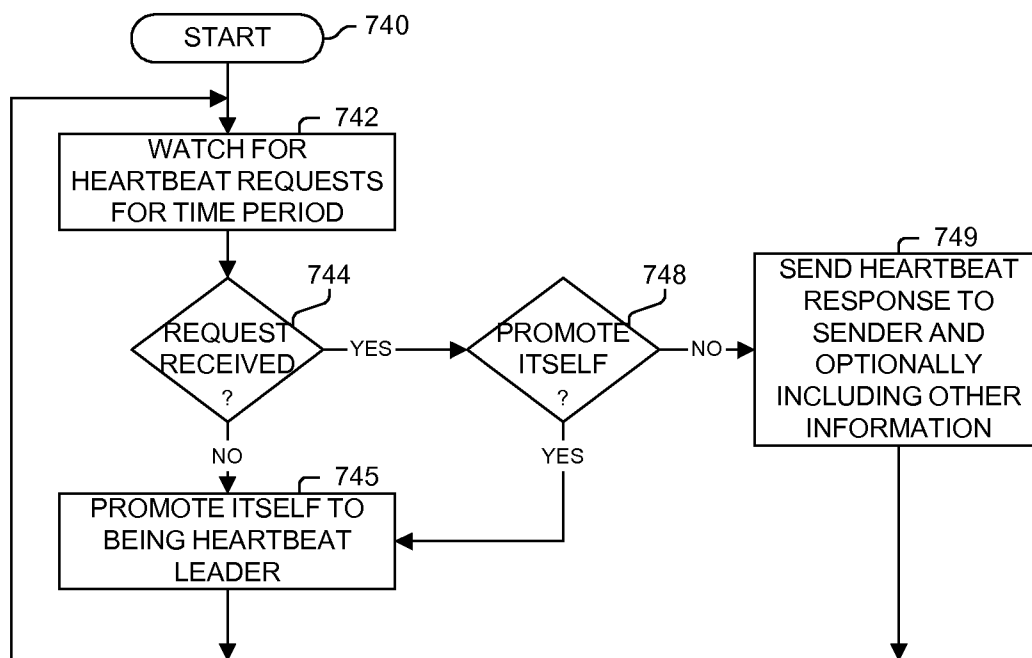 START
740
742
WATCH FOR
HEARTBEAT REQUESTS
FOR TIME PERIOD
744
REQUEST
RECEIVED
?
YES
748
PROMOTE
ITSELF
?
NO
749
SEND HEARTBEAT
RESPONSE TO
SENDER AND
OPTIONALLY
INCLUDING OTHER
INFORMATION
NO
YES
745
PROMOTE ITSELF TO
BEING HEARTBEAT
LEADER